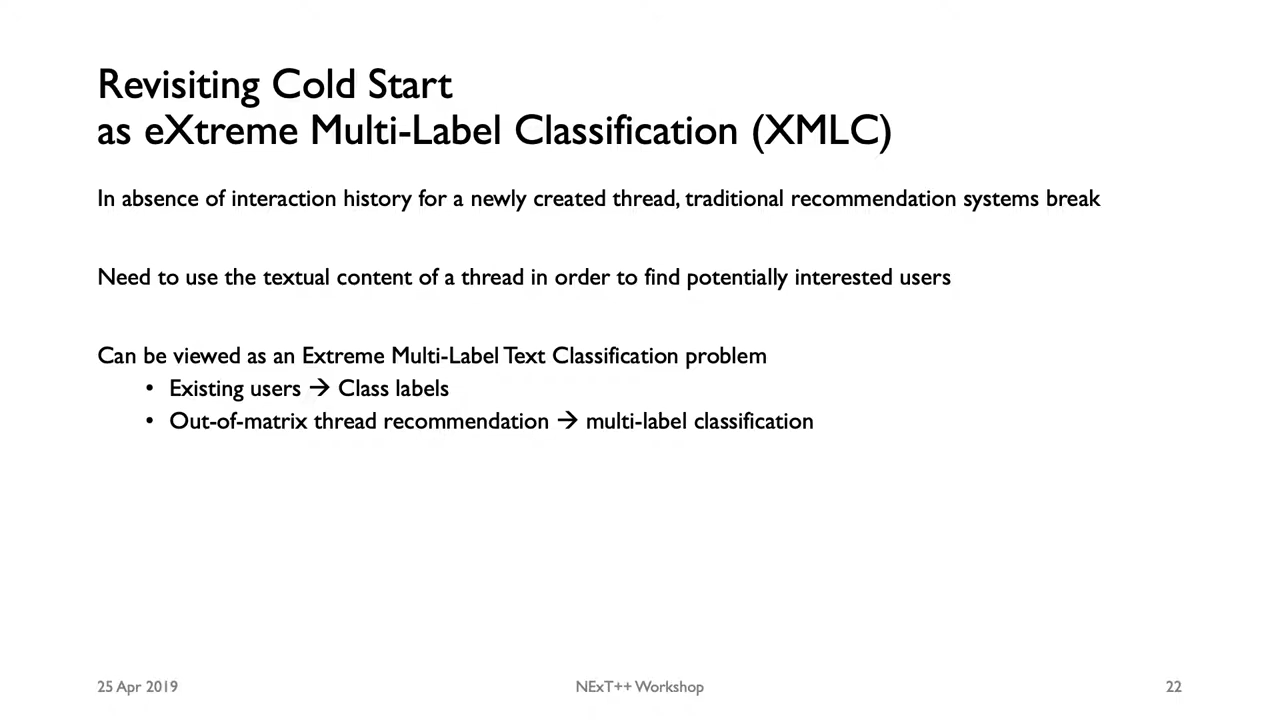 Revisiting Cold Start
as eXtreme Multi-Label Classification (XMLC)
In absence of interaction history for a newly created thread, traditional recommendation systems break
Need to use the textual content of a thread in order to find potentially interested users
Can be viewed as an Extreme Multi-Label Text Classification problem
• Existing users → Class labels
• Out-of-matrix thread recommendation → multi-label classification
25 Apr 2019 NExT++ Workshop 22